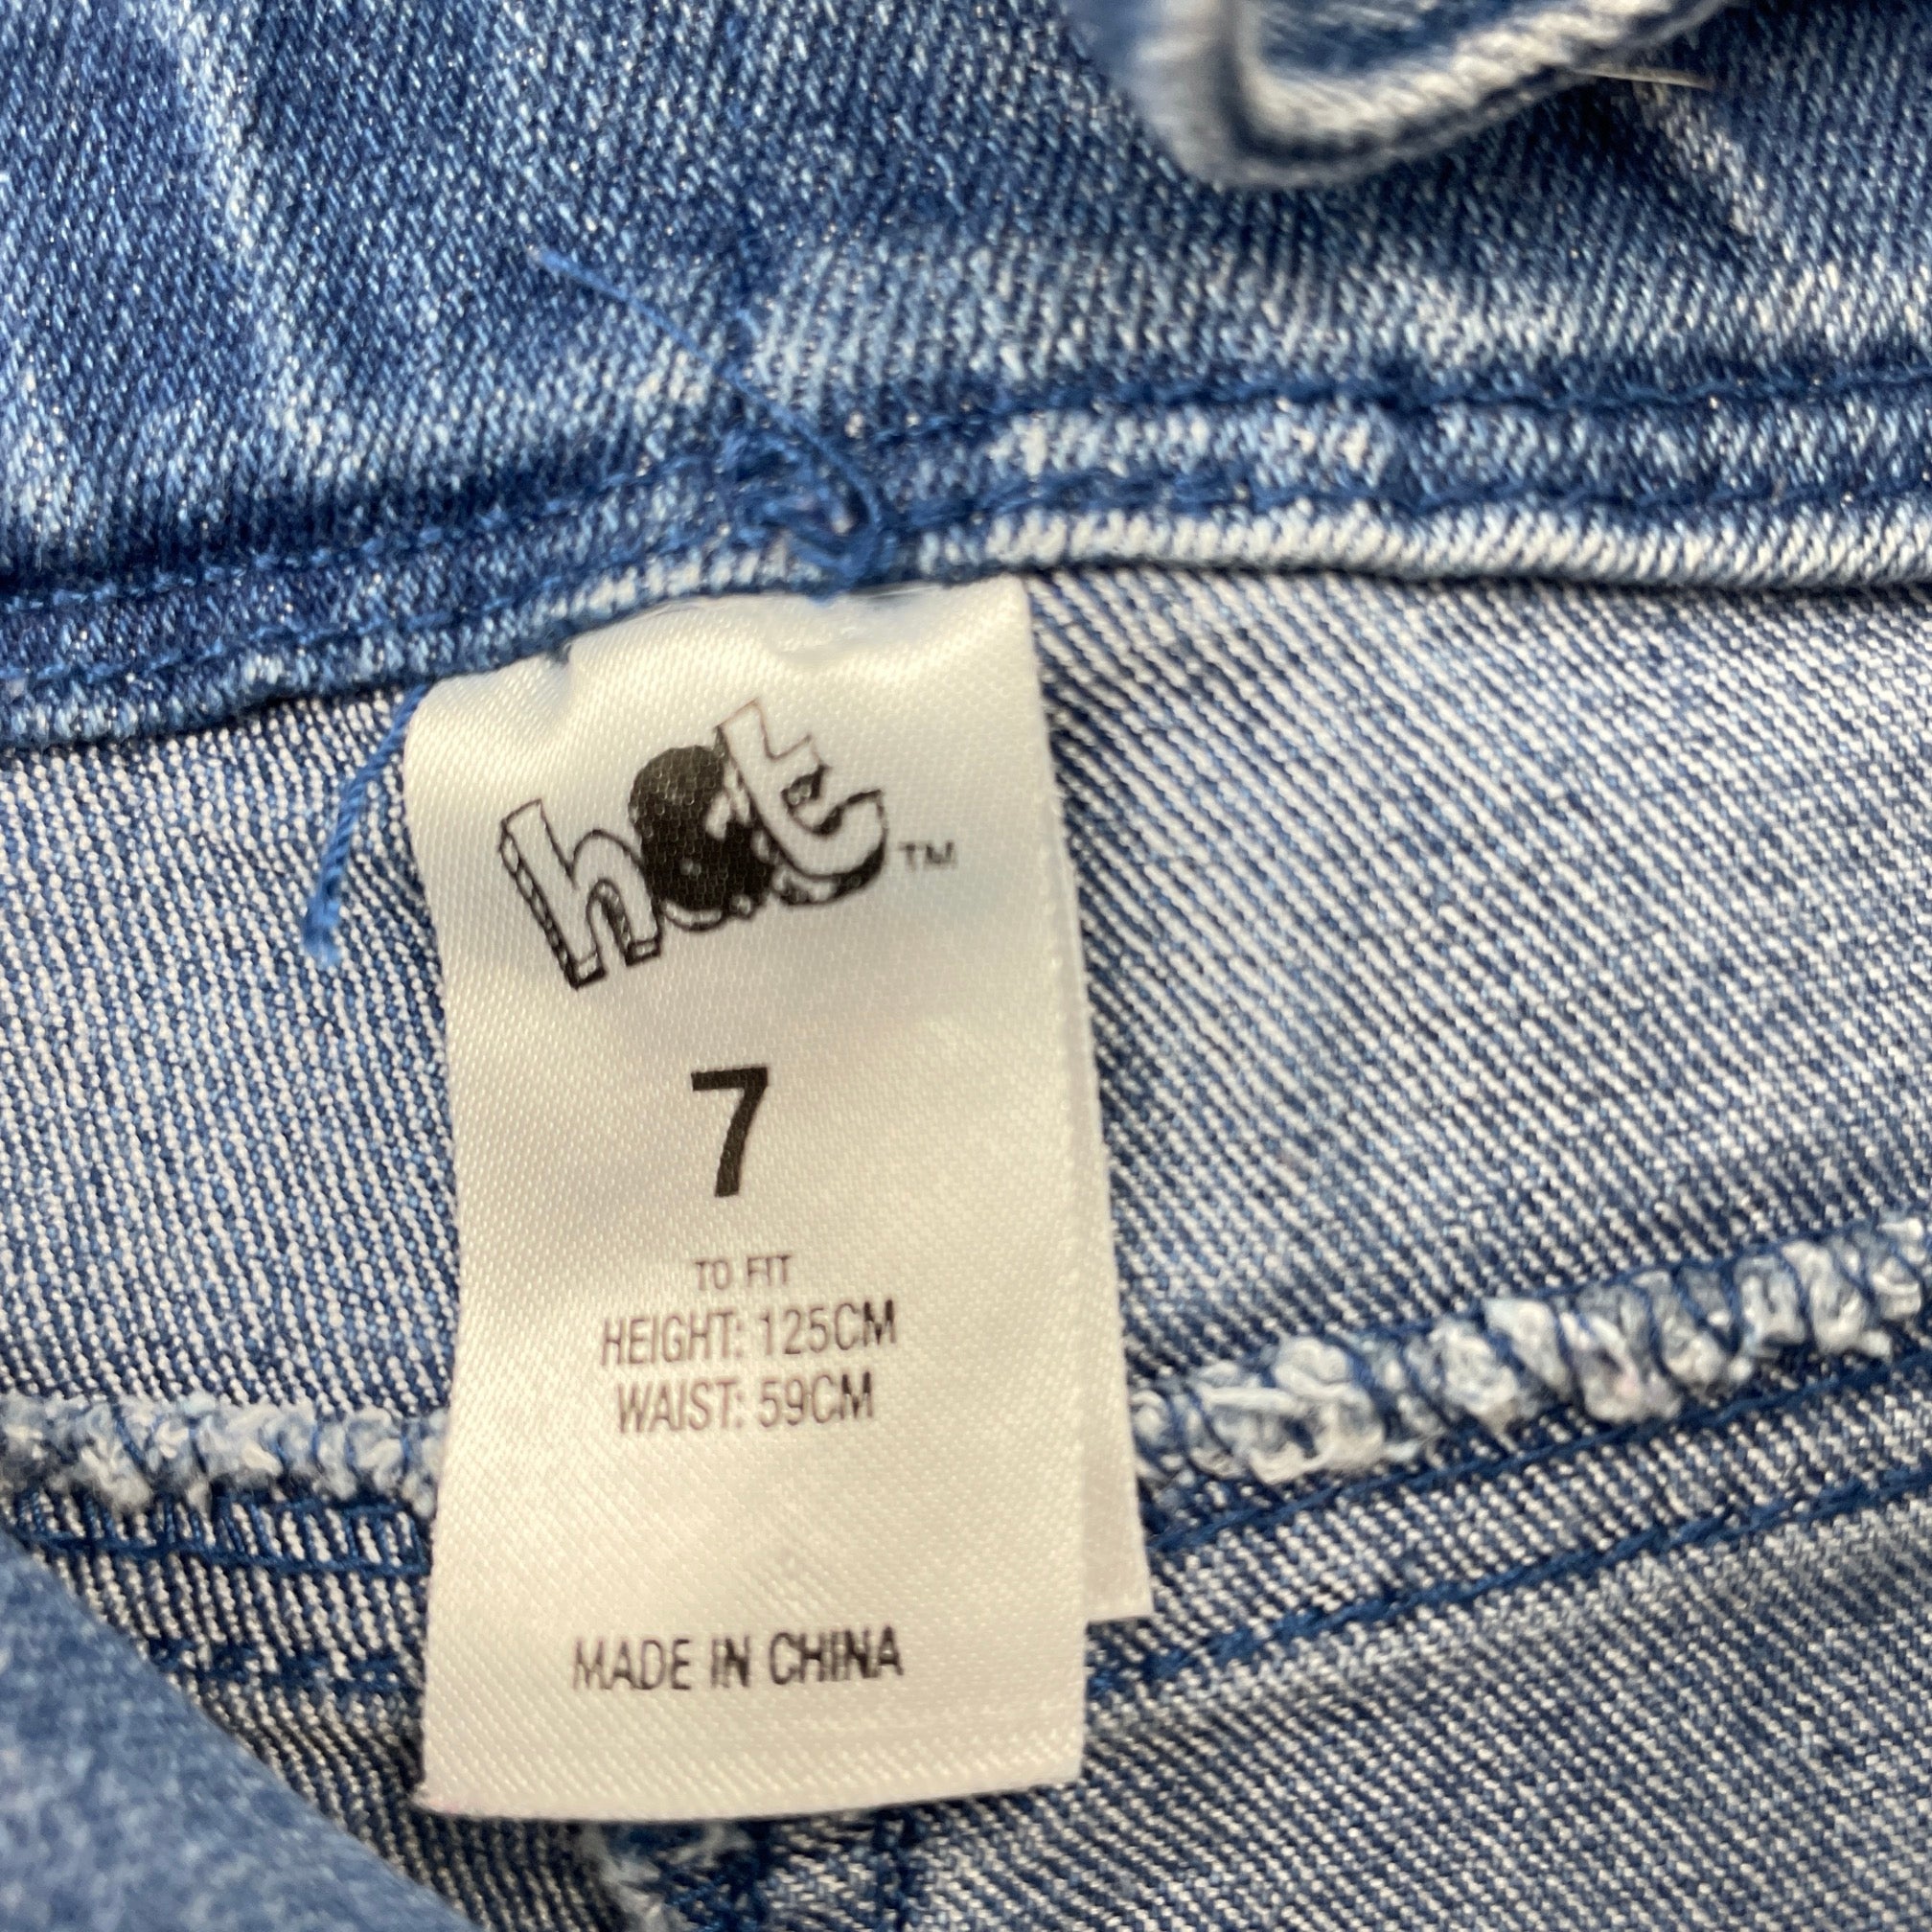 hot™
7
TO FIT
HEIGHT: 125CM
WAIST: 59CM
MADE IN CHINA